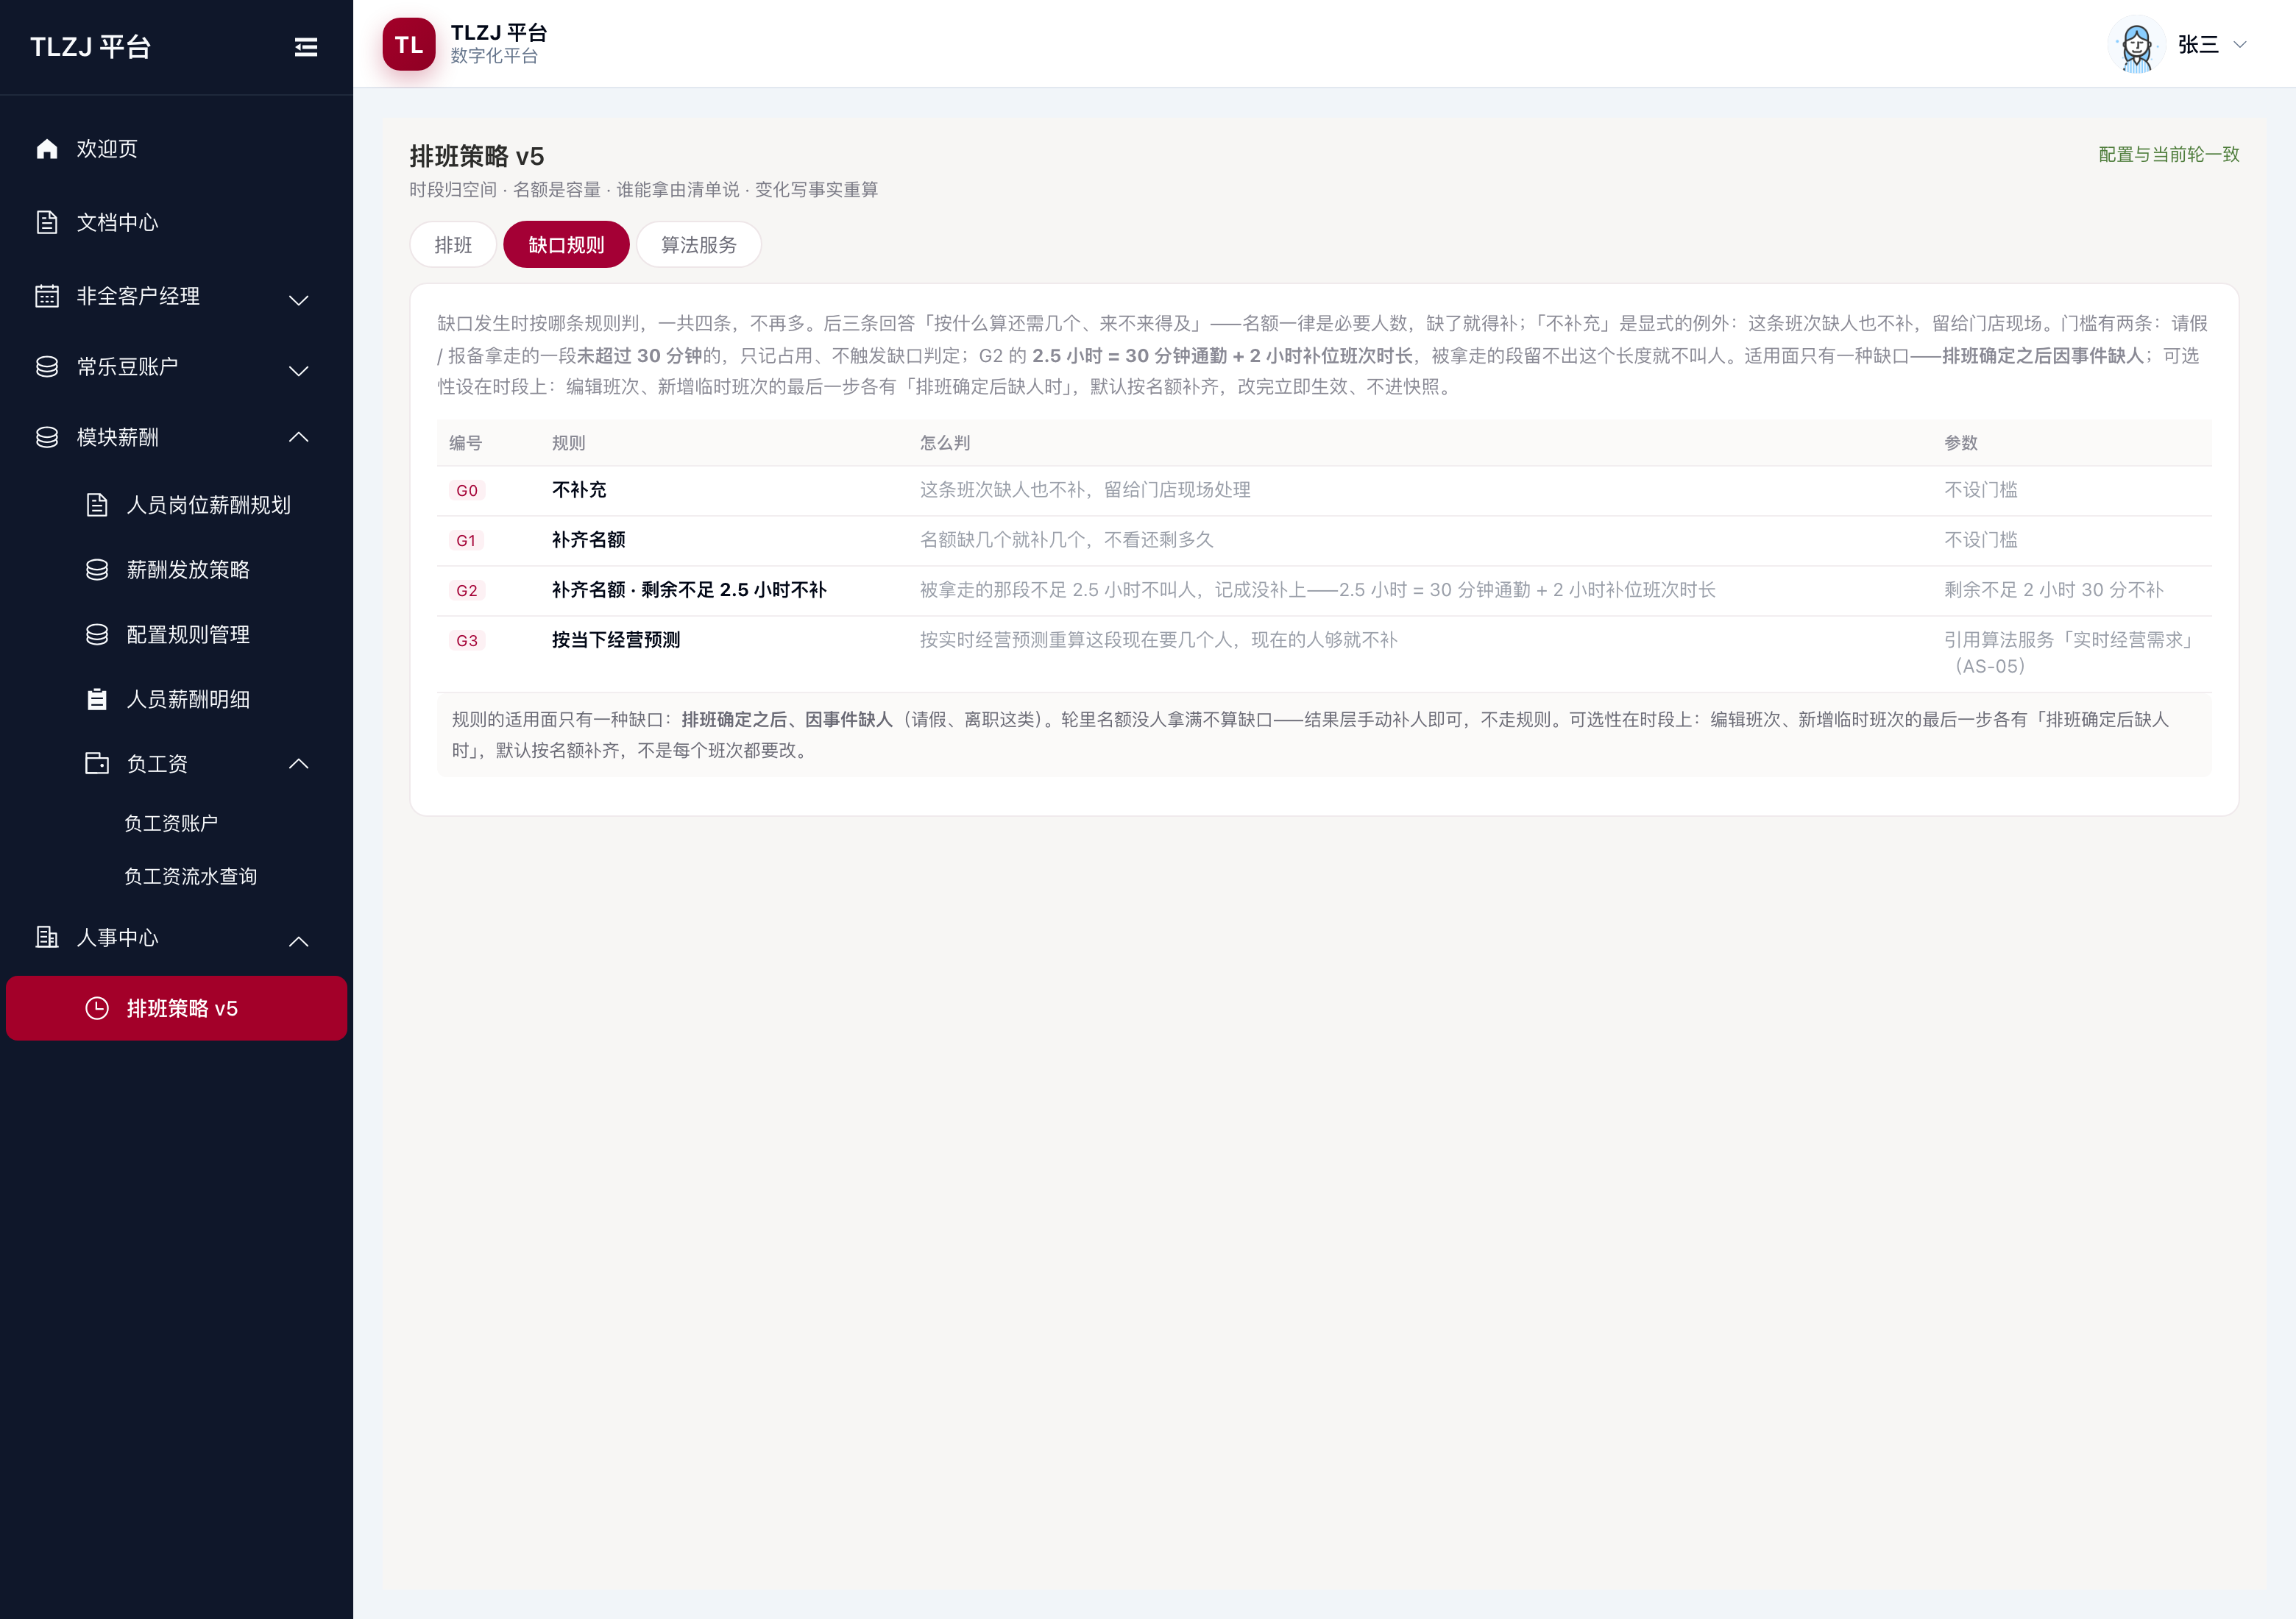 TLZJ 平台
欢迎页
文档中心
非全客户经理
常乐豆账户
模块薪酬
人员岗位薪酬规划
薪酬发放策略
配置规则管理
人员薪酬明细
负工资
负工资账户
负工资流水查询
人事中心
排班策略 v5
TL
TLZJ 平台
数字化平台
张三
排班策略 v5
配置与当前轮一致
时段归空间 · 名额是容量 · 谁能拿由清单说 · 变化写事实重算
排班
缺口规则
算法服务
缺口发生时按哪条规则判，一共四条，不再多。后三条回答「按什么算还需几个、来不来得及」——名额一律是必要人数，缺了就得补；「不补充」是显式的例外：这条班次缺人也不补，留给门店现场。门槛有两条：请假
/ 报备拿走的一段未超过 30 分钟的，只记占用、不触发缺口判定；G2 的 2.5 小时 = 30 分钟通勤 + 2 小时补位班次时长，被拿走的段留不出这个长度就不叫人。适用面只有一种缺口——排班确定之后因事件缺人；可选
性设在时段上：编辑班次、新增临时班次的最后一步各有「排班确定后缺人时」，默认按名额补齐，改完立即生效、不进快照。
编号 规则 怎么判 参数
G0 不补充 这条班次缺人也不补，留给门店现场处理 不设门槛
G1 补齐名额 名额缺几个就补几个，不看还剩多久 不设门槛
G2 补齐名额 · 剩余不足 2.5 小时不补 被拿走的那段不足 2.5 小时不叫人，记成没补上——2.5 小时 = 30 分钟通勤 + 2 小时补位班次时长 剩余不足 2 小时 30 分不补
G3 按当下经营预测 按实时经营预测重算这段现在要几个人，现在的人够就不补 引用算法服务「实时经营需求」
（AS-05）
规则的适用面只有一种缺口：排班确定之后、因事件缺人（请假、离职这类）。轮里名额没人拿满不算缺口——结果层手动补人即可，不走规则。可选性在时段上：编辑班次、新增临时班次的最后一步各有「排班确定后缺人
时」，默认按名额补齐，不是每个班次都要改。